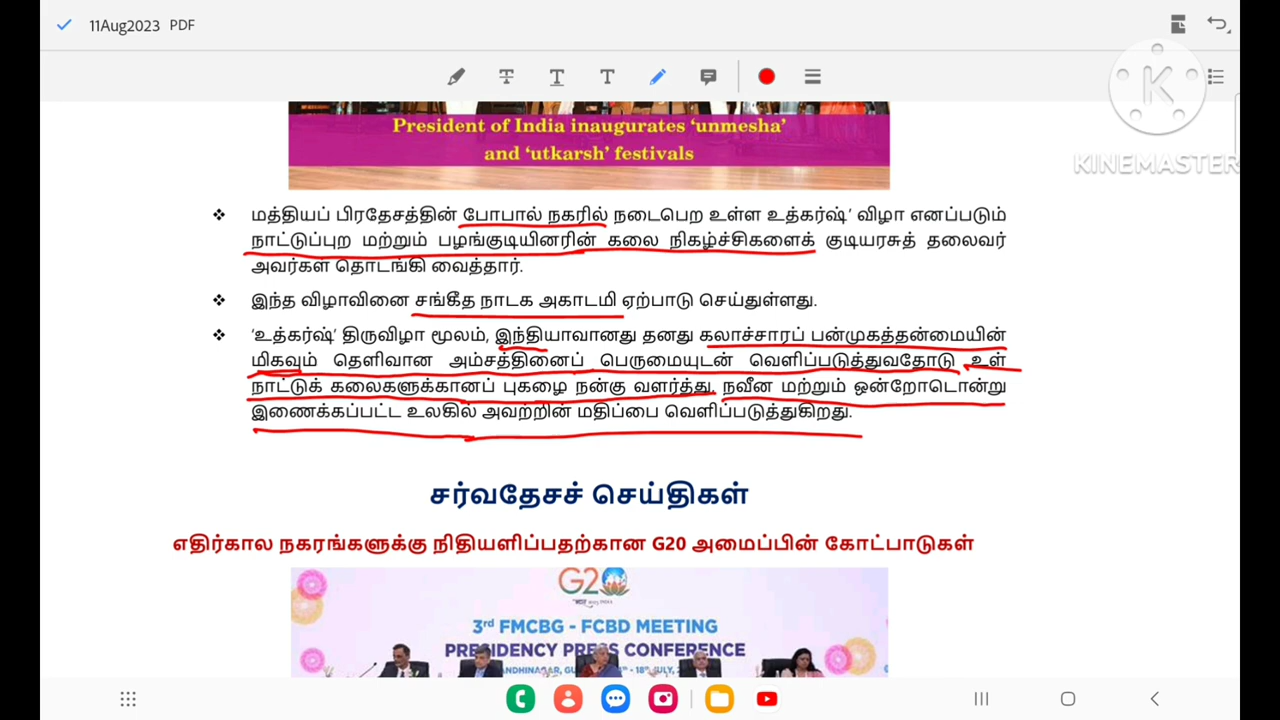 11Aug2023 PDF
K
KINEMASTER
President of India inaugurates ‘unmesha’
and ‘utkarsh’ festivals
❖ மத்தியப் பிரதேசத்தின் போபால் நகரில் நடைபெற உள்ள உத்கர்ஷ்’ விழா எனப்படும்
நாட்டுப்புற மற்றும் பழங்குடியினரின் கலை நிகழ்ச்சிகளைக் குடியரசுத் தலைவர்
அவர்கள் தொடங்கி வைத்தார்.
❖ இந்த விழாவினை சங்கீத நாடக அகாடமி ஏற்பாடு செய்துள்ளது.
❖ ‘உத்கர்ஷ்’ திருவிழா மூலம், இந்தியாவானது தனது கலாச்சாரப் பன்முகத்தன்மையின்
மிகவும் தெளிவான அம்சத்தினைப் பெருமையுடன் வெளிப்படுத்துவதோடு உள்
நாட்டுக் கலைகளுக்கானப் புகழை நன்கு வளர்த்து, நவீன மற்றும் ஒன்றோடொன்று
இணைக்கப்பட்ட உலகில் அவற்றின் மதிப்பை வெளிப்படுத்துகிறது.
சர்வதேசச் செய்திகள்
எதிர்கால நகரங்களுக்கு நிதியளிப்பதற்கான G20 அமைப்பின் கோட்பாடுகள்
G20
3rd FMCBG - FCBD MEETING
PRESIDENCY PRESS CONFERENCE
18 JULY,